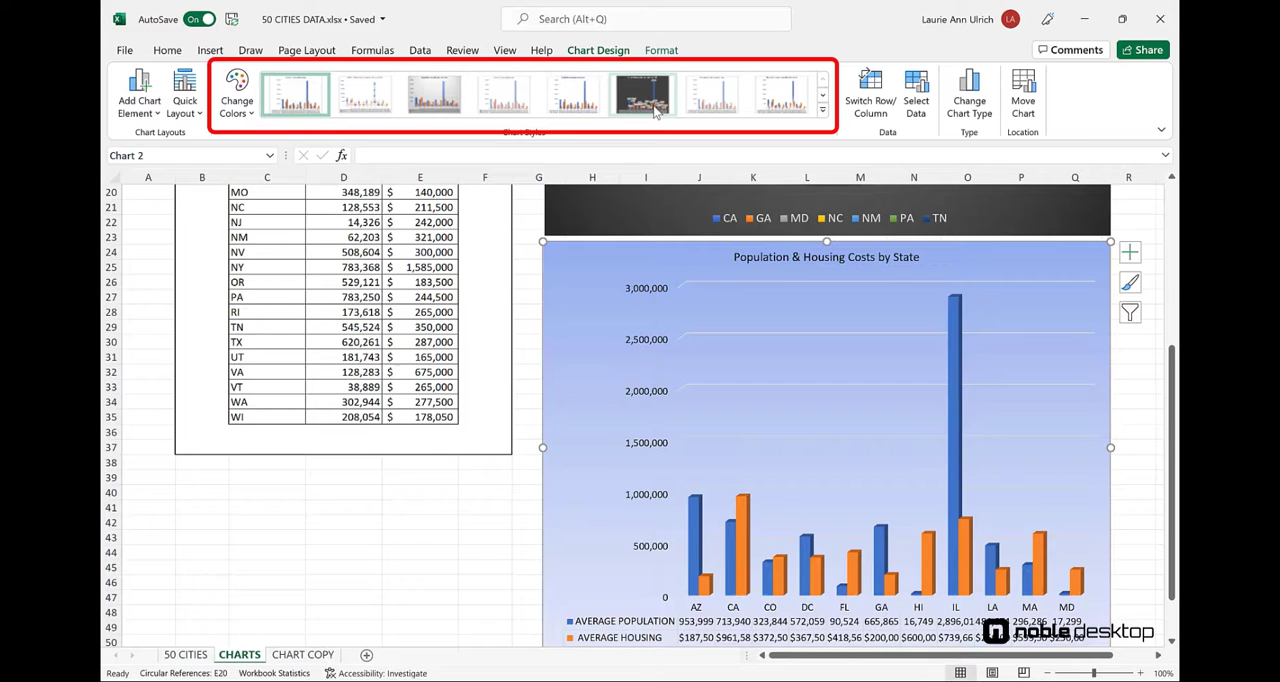 AutoSave On 50 CITIES DATA.xlsx • Saved Search (Alt+Q) Laurie Ann Ulrich LA
File Home Insert Draw Page Layout Formulas Data Review View Help Chart Design Format Comments Share
Add Chart Element Quick Layout Change Colors Switch Row/ Column Select Data Change Chart Type Move Chart
Chart Layouts Chart Styles Data Type Location
Chart 2 fx
A B C D E F G H I J K L M N O P Q R
20 MO 348,189 $ 140,000
21 NC 128,553 $ 211,500
22 NJ 14,326 $ 242,000
23 NM 62,203 $ 321,000
24 NV 508,604 $ 300,000
25 NY 783,368 $ 1,585,000
26 OR 529,121 $ 183,500
27 PA 783,250 $ 244,500
28 RI 173,618 $ 265,000
29 TN 545,524 $ 350,000
30 TX 620,261 $ 287,000
31 UT 181,743 $ 165,000
32 VA 128,283 $ 675,000
33 VT 38,889 $ 265,000
34 WA 302,944 $ 277,500
35 WI 208,054 $ 178,050
36
37
38
39
40
41
42
43
44
45
46
47
48
49
50
CA GA MD NC NM PA TN
Population & Housing Costs by State
3,000,000
2,500,000
2,000,000
1,500,000
1,000,000
500,000
0
AZ CA CO DC FL GA HI IL LA MA MD
AVERAGE POPULATION 953,999 713,940 323,844 572,059 90,524 665,865 16,749 2,896,01 296,286 17,299
AVERAGE HOUSING $187,50 $961,58 $372,50 $367,50 $418,56 $200,00 $600,00 $739,66
noble desktop
50 CITIES CHARTS CHART COPY
Ready Circular References: E20 Workbook Statistics Accessibility: Investigate 100%